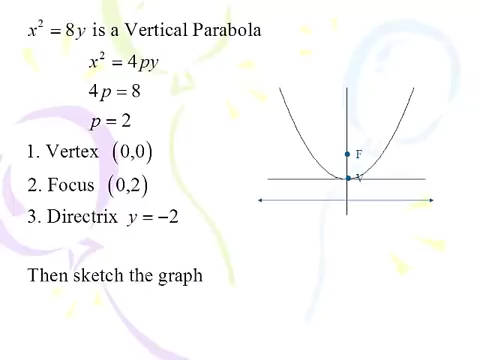 x² = 8y is a Vertical Parabola
x² = 4py
4p = 8
p = 2
1. Vertex (0,0)
2. Focus (0,2)
3. Directrix y = −2
Then sketch the graph
F
V